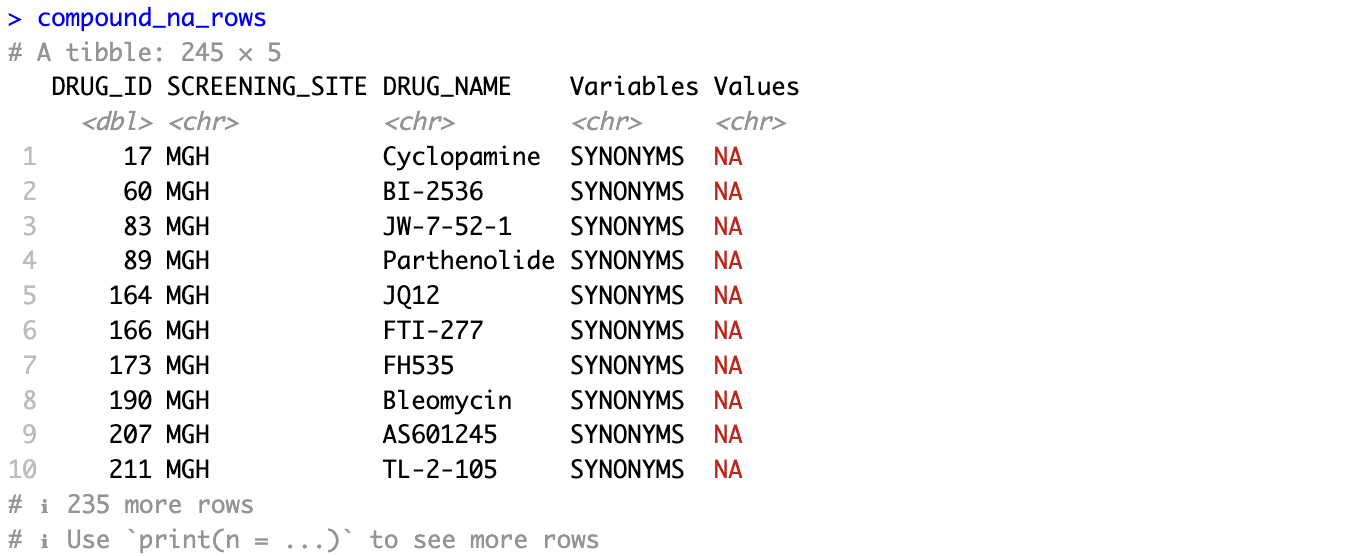 > compound_na_rows
# A tibble: 245 × 5
   DRUG_ID SCREENING_SITE DRUG_NAME    Variables Values
     <dbl> <chr>          <chr>        <chr>     <chr>
 1      17 MGH            Cyclopamine  SYNONYMS  NA
 2      60 MGH            BI-2536      SYNONYMS  NA
 3      83 MGH            JW-7-52-1    SYNONYMS  NA
 4      89 MGH            Parthenolide SYNONYMS  NA
 5     164 MGH            JQ12         SYNONYMS  NA
 6     166 MGH            FTI-277      SYNONYMS  NA
 7     173 MGH            FH535        SYNONYMS  NA
 8     190 MGH            Bleomycin    SYNONYMS  NA
 9     207 MGH            AS601245     SYNONYMS  NA
10     211 MGH            TL-2-105     SYNONYMS  NA
# ℹ 235 more rows
# ℹ Use `print(n = ...)` to see more rows